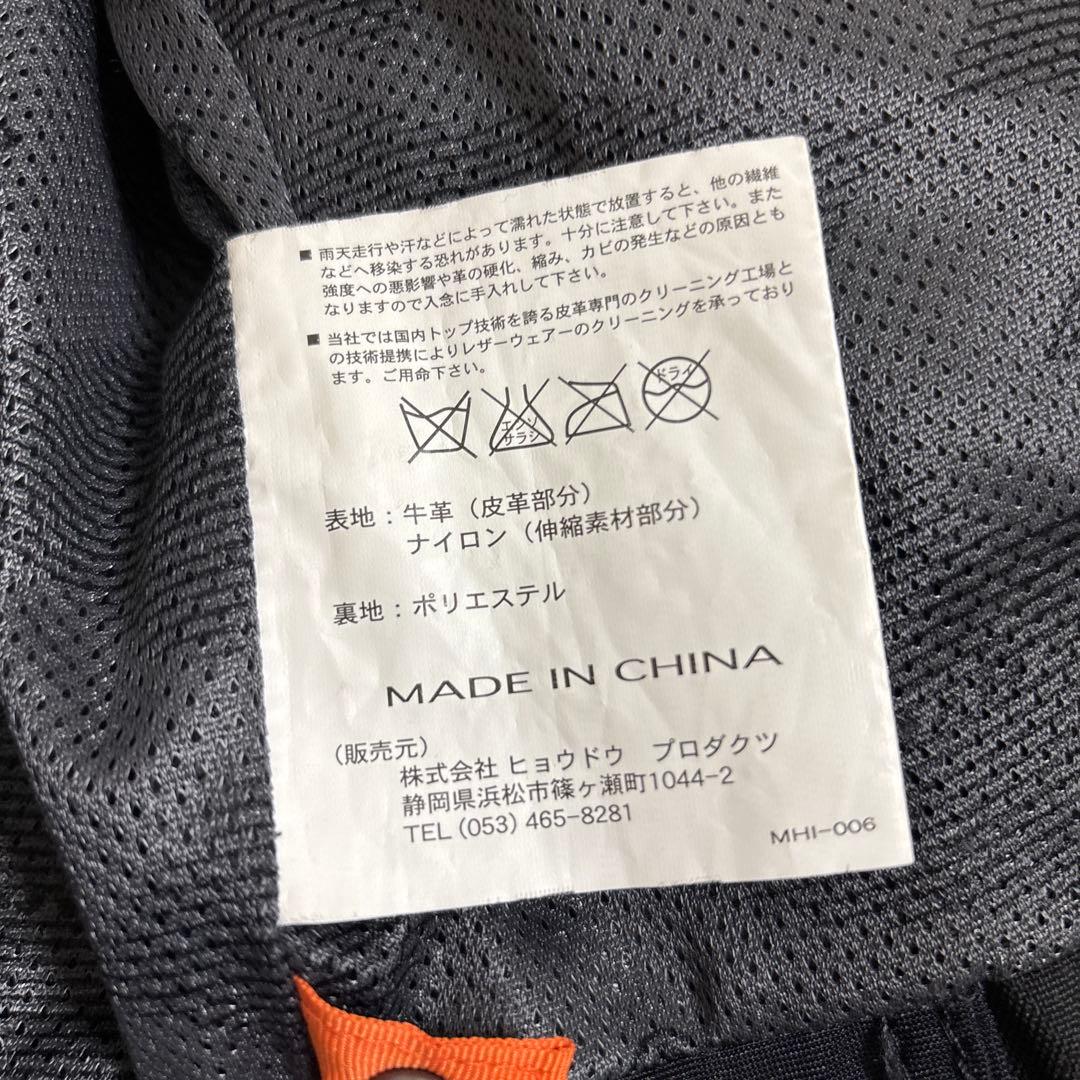 ■ 雨天走行や汗などによって濡れた状態で放置すると、他の繊維
などへ移染する恐れがあります。十分に注意して下さい。また
強度への悪影響や革の硬化、縮み、カビの発生などの原因とも
なりますので入念に手入れして下さい。
■ 当社では国内トップ技術を誇る皮革専門のクリーニング工場と
の技術提携によりレザーウェアーのクリーニングを承っており
ます。ご用命下さい。
エンソ
サラシ
ドライ
表地：牛革（皮革部分）
ナイロン（伸縮素材部分）
裏地：ポリエステル
MADE IN CHINA
（販売元）
株式会社 ヒョウドウ　プロダクツ
静岡県浜松市篠ヶ瀬町1044-2
TEL (053) 465-8281
MHI-006